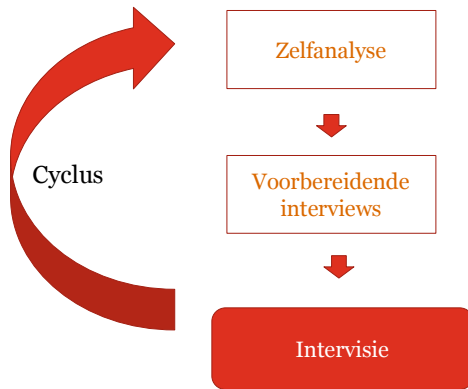 Zelfanalyse
Cyclus
Voorbereidende
interviews
Intervisie